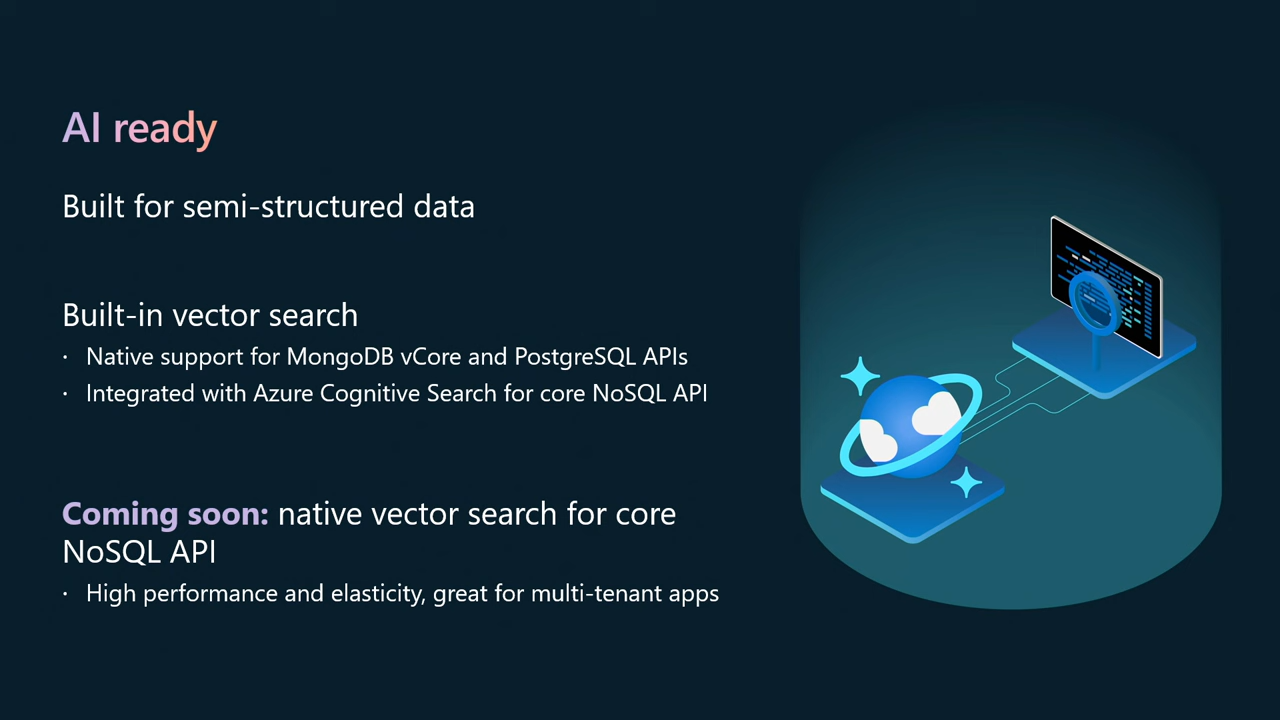 AI ready
Built for semi-structured data
Built-in vector search
· Native support for MongoDB vCore and PostgreSQL APIs
· Integrated with Azure Cognitive Search for core NoSQL API
Coming soon: native vector search for core
NoSQL API
· High performance and elasticity, great for multi-tenant apps